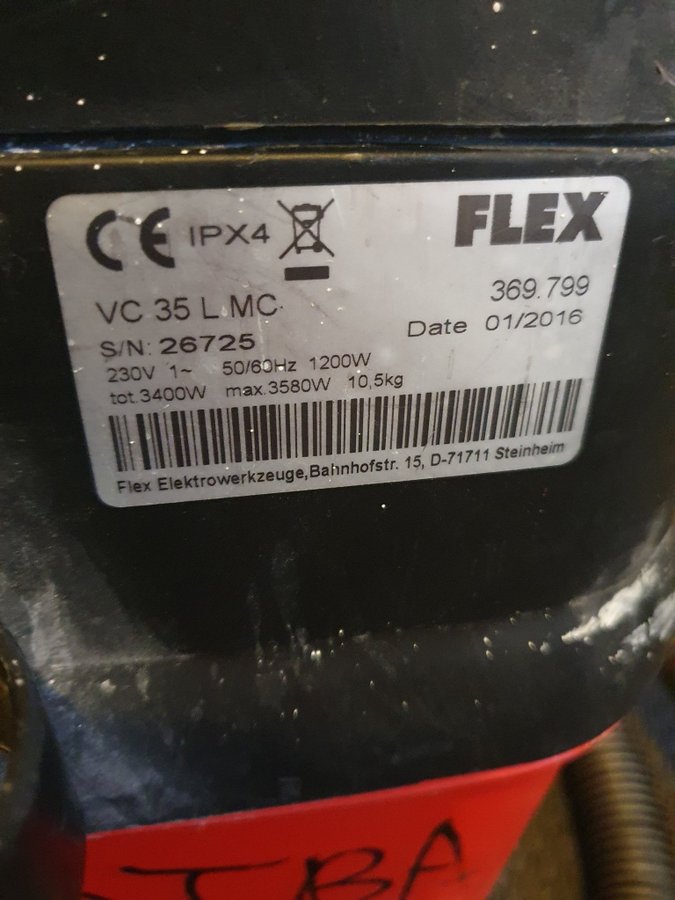 CE IPX4 FLEX
VC 35 L MC 369.799
S/N: 26725 Date 01/2016
230V 1~ 50/60Hz 1200W
tot.3400W max.3580W 10,5kg
Flex Elektrowerkzeuge,Bahnhofstr. 15, D-71711 Steinheim
TBA